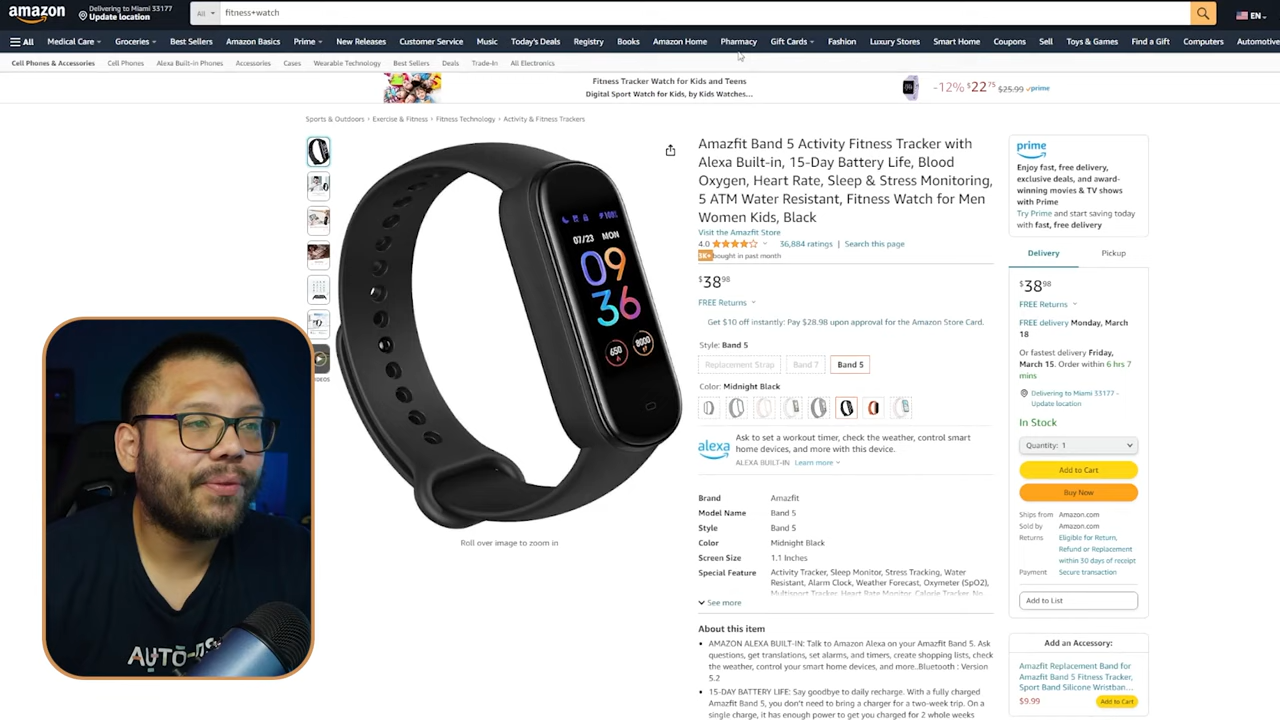 amazon
Delivering to Miami 33177
Update location
All
fitness+watch
EN
All
Medical Care
Groceries
Best Sellers
Amazon Basics
Prime
New Releases
Customer Service
Music
Today's Deals
Registry
Books
Amazon Home
Pharmacy
Gift Cards
Fashion
Luxury Stores
Smart Home
Coupons
Sell
Toys & Games
Find a Gift
Computers
Automotive
Cell Phones & Accessories
Cell Phones
Alexa Built-in Phones
Accessories
Cases
Wearable Technology
Best Sellers
Deals
Trade-In
All Electronics
Fitness Tracker Watch for Kids and Teens
Digital Sport Watch for Kids, by Kids Watches...
-12% $22.75 $25.99 prime
Sports & Outdoors › Exercise & Fitness › Fitness Technology › Activity & Fitness Trackers
100%
07/23 MON
09
36
650
8000
Roll over image to zoom in
Amazfit Band 5 Activity Fitness Tracker with
Alexa Built-in, 15-Day Battery Life, Blood
Oxygen, Heart Rate, Sleep & Stress Monitoring,
5 ATM Water Resistant, Fitness Watch for Men
Women Kids, Black
Visit the Amazfit Store
4.0
36,884 ratings | Search this page
3K+ bought in past month
$38.98
FREE Returns
Get $10 off instantly: Pay $28.98 upon approval for the Amazon Store Card.
Style: Band 5
Replacement Strap
Band 7
Band 5
Color: Midnight Black
alexa
Ask to set a workout timer, check the weather, control smart
home devices, and more with this device.
ALEXA BUILT-IN Learn more
Brand Amazfit
Model Name Band 5
Style Band 5
Color Midnight Black
Screen Size 1.1 Inches
Special Feature Activity Tracker, Sleep Monitor, Stress Tracking, Water
Resistant, Alarm Clock, Weather Forecast, Oxymeter (SpO2),
Multisport Tracker, Heart Rate Monitor, Calorie Tracker, No
See more
About this item
• AMAZON ALEXA BUILT-IN: Talk to Amazon Alexa on your Amazfit Band 5. Ask
questions, get translations, set alarms, and timers, create shopping lists, check
the weather, control your smart home devices, and more..Bluetooth : Version
5.2
• 15-DAY BATTERY LIFE: Say goodbye to daily recharge. With a fully charged
Amazfit Band 5, you don't need to bring a charger for a two-week trip. On a
single charge, it has enough power to get you charged for 2 whole weeks
prime
Enjoy fast, free delivery,
exclusive deals, and award-
winning movies & TV shows
with Prime
Try Prime and start saving today
with fast, free delivery
Delivery
Pickup
$38.98
FREE Returns
FREE delivery Monday, March
18
Or fastest delivery Friday,
March 15. Order within 6 hrs 7
mins
Delivering to Miami 33177 -
Update location
In Stock
Quantity: 1
Add to Cart
Buy Now
Ships from Amazon.com
Sold by Amazon.com
Returns Eligible for Return,
Refund or Replacement
within 30 days of receipt
Payment Secure transaction
Add to List
Add an Accessory:
Amazfit Replacement Band for
Amazfit Band 5 Fitness Tracker,
Sport Band Silicone Wristban...
$9.99
Add to Cart